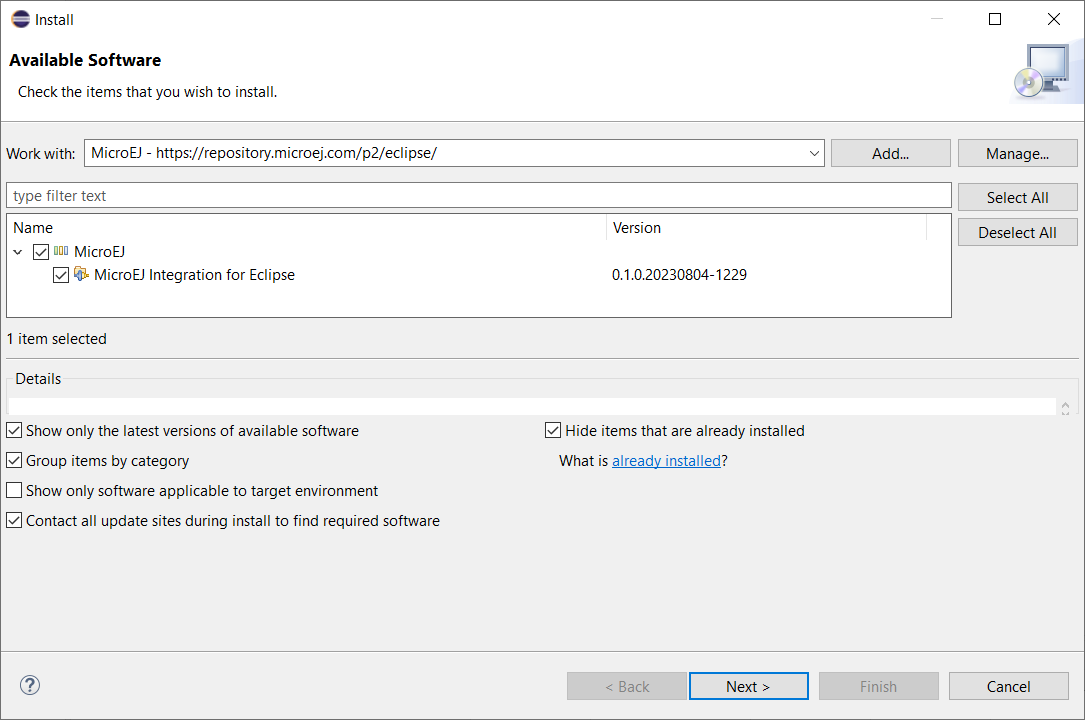 Install
Available Software
Check the items that you wish to install.
Work with: MicroEJ - https://repository.microej.com/p2/eclipse/ Add... Manage...
type filter text Select All
Name Version Deselect All
MicroEJ
MicroEJ Integration for Eclipse 0.1.0.20230804-1229
1 item selected
Details
Show only the latest versions of available software Hide items that are already installed
Group items by category What is already installed?
Show only software applicable to target environment
Contact all update sites during install to find required software
? < Back Next > Finish Cancel